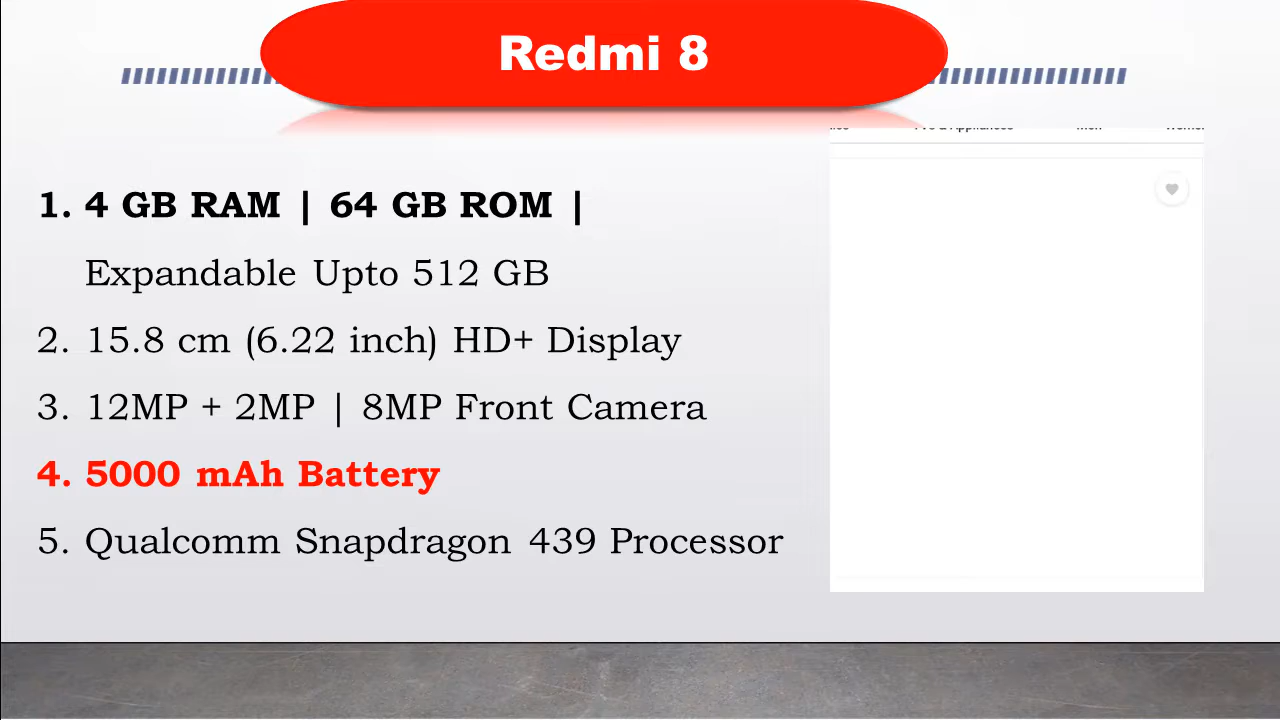 Redmi 8
1. 4 GB RAM | 64 GB ROM |
Expandable Upto 512 GB
2. 15.8 cm (6.22 inch) HD+ Display
3. 12MP + 2MP | 8MP Front Camera
4. 5000 mAh Battery
5. Qualcomm Snapdragon 439 Processor